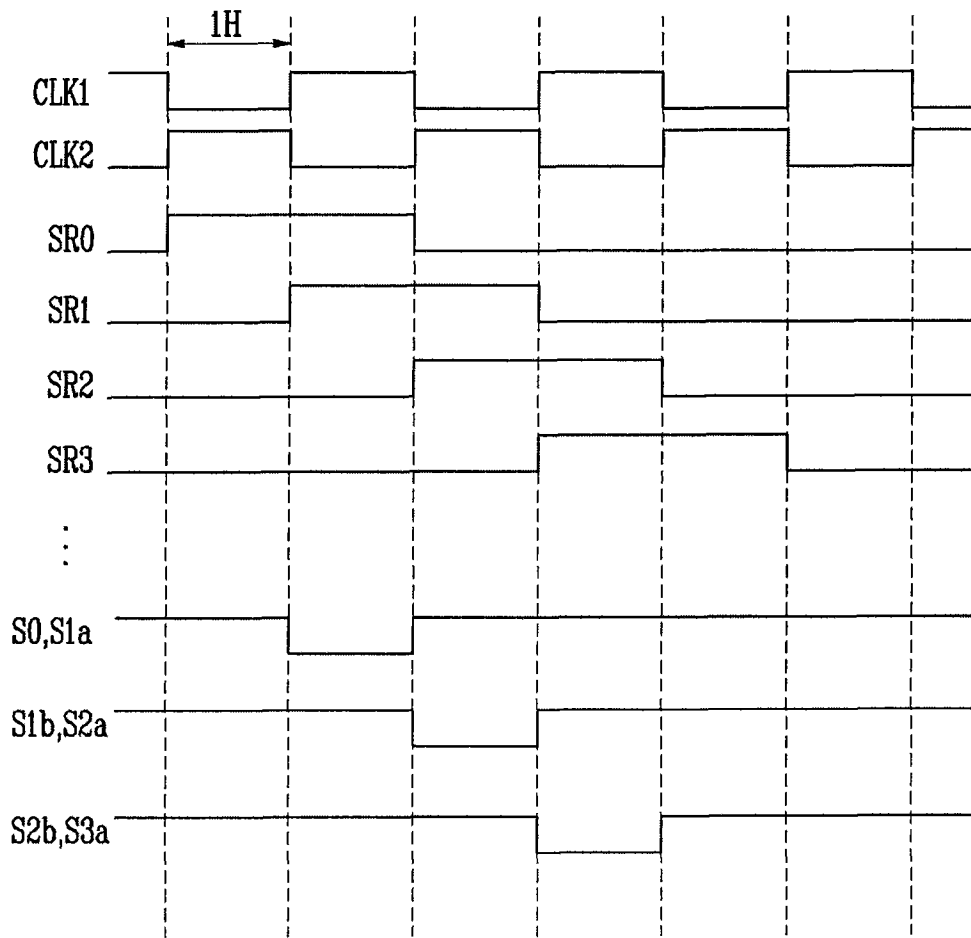 1H
CLK1
CLK2
SR0
SR1
SR2
SR3
⋮
S0,S1a
S1b,S2a
S2b,S3a